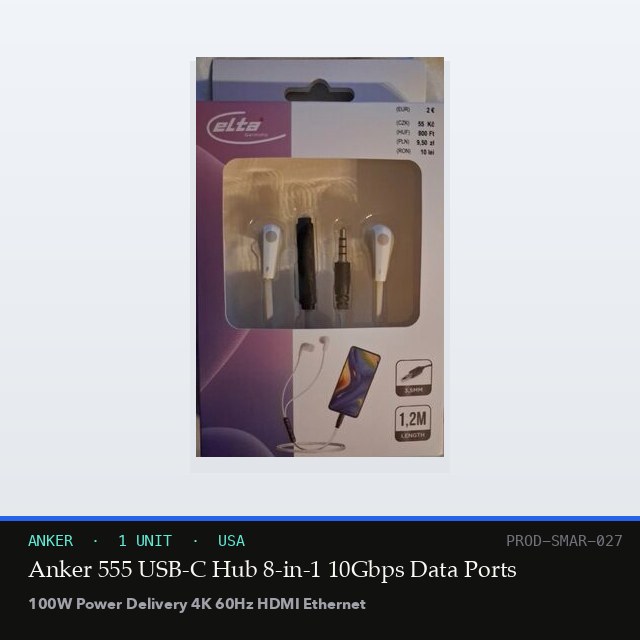 elta
(EUR) 2 €
(CZK) 55 Kč
(HUF) 800 Ft
(PLN) 9,50 zł
(RON) 10 lei
3,5MM
1,2M
LENGTH
ANKER · 1 UNIT · USA
PROD-SMAR-027
Anker 555 USB-C Hub 8-in-1 10Gbps Data Ports
100W Power Delivery 4K 60Hz HDMI Ethernet